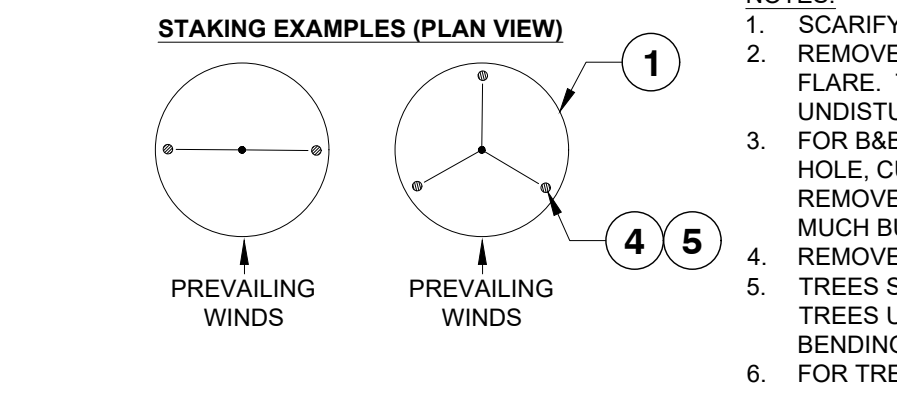 STAKING EXAMPLES (PLAN VIEW)
1
4 5
PREVAILING
WINDS
PREVAILING
WINDS
1. SCARIFY
2. REMOVE
FLARE.
UNDISTU
3. FOR B&B
HOLE, CU
REMOVE
MUCH BU
4. REMOVE
5. TREES S
TREES U
BENDING
6. FOR TRE